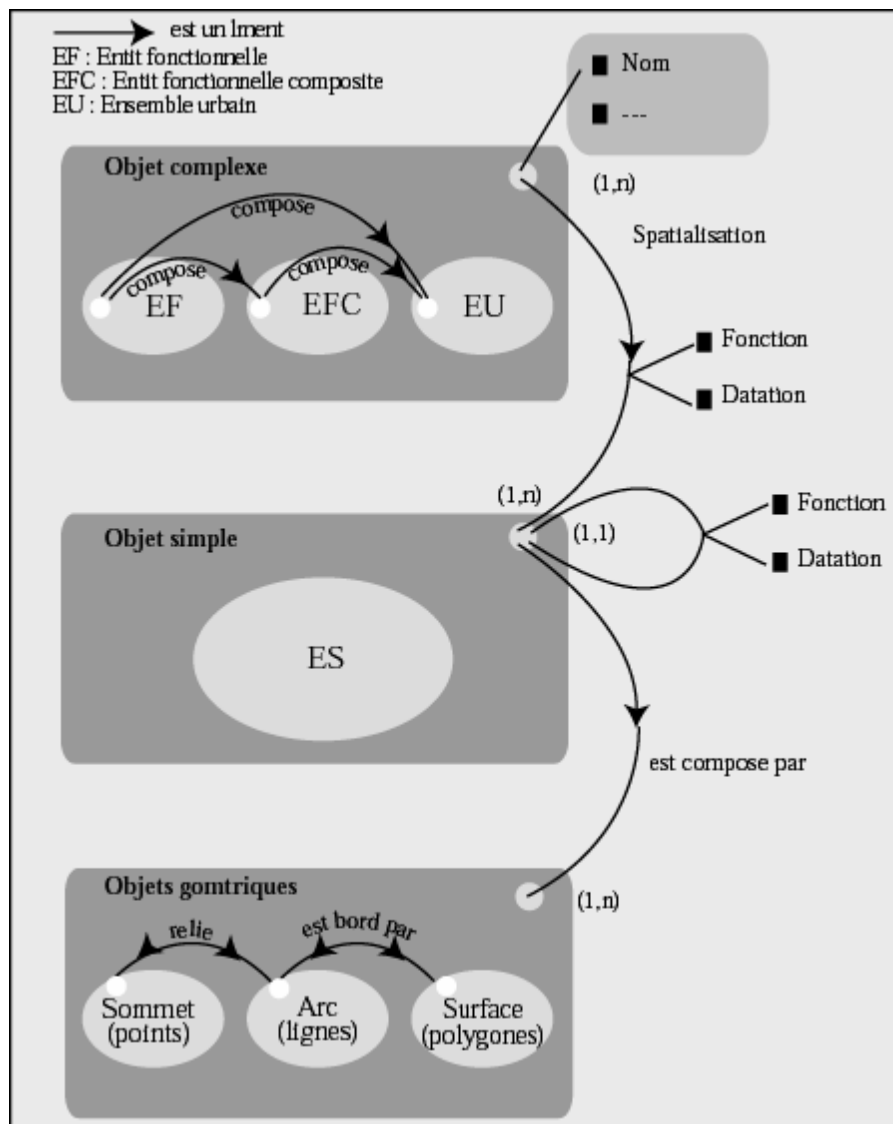 est un lment
EF : Entit fonctionnelle
EFC : Entit fonctionnelle composite
EU : Ensemble urbain
Nom
---
Objet complexe
(1,n)
compose
Spatialisation
compose
compose
EF
EFC
EU
Fonction
Datation
(1,n)
Objet simple
(1,1)
Fonction
Datation
ES
est compose par
Objets gomtriques
(1,n)
relie
est bord par
Sommet
(points)
Arc
(lignes)
Surface
(polygones)